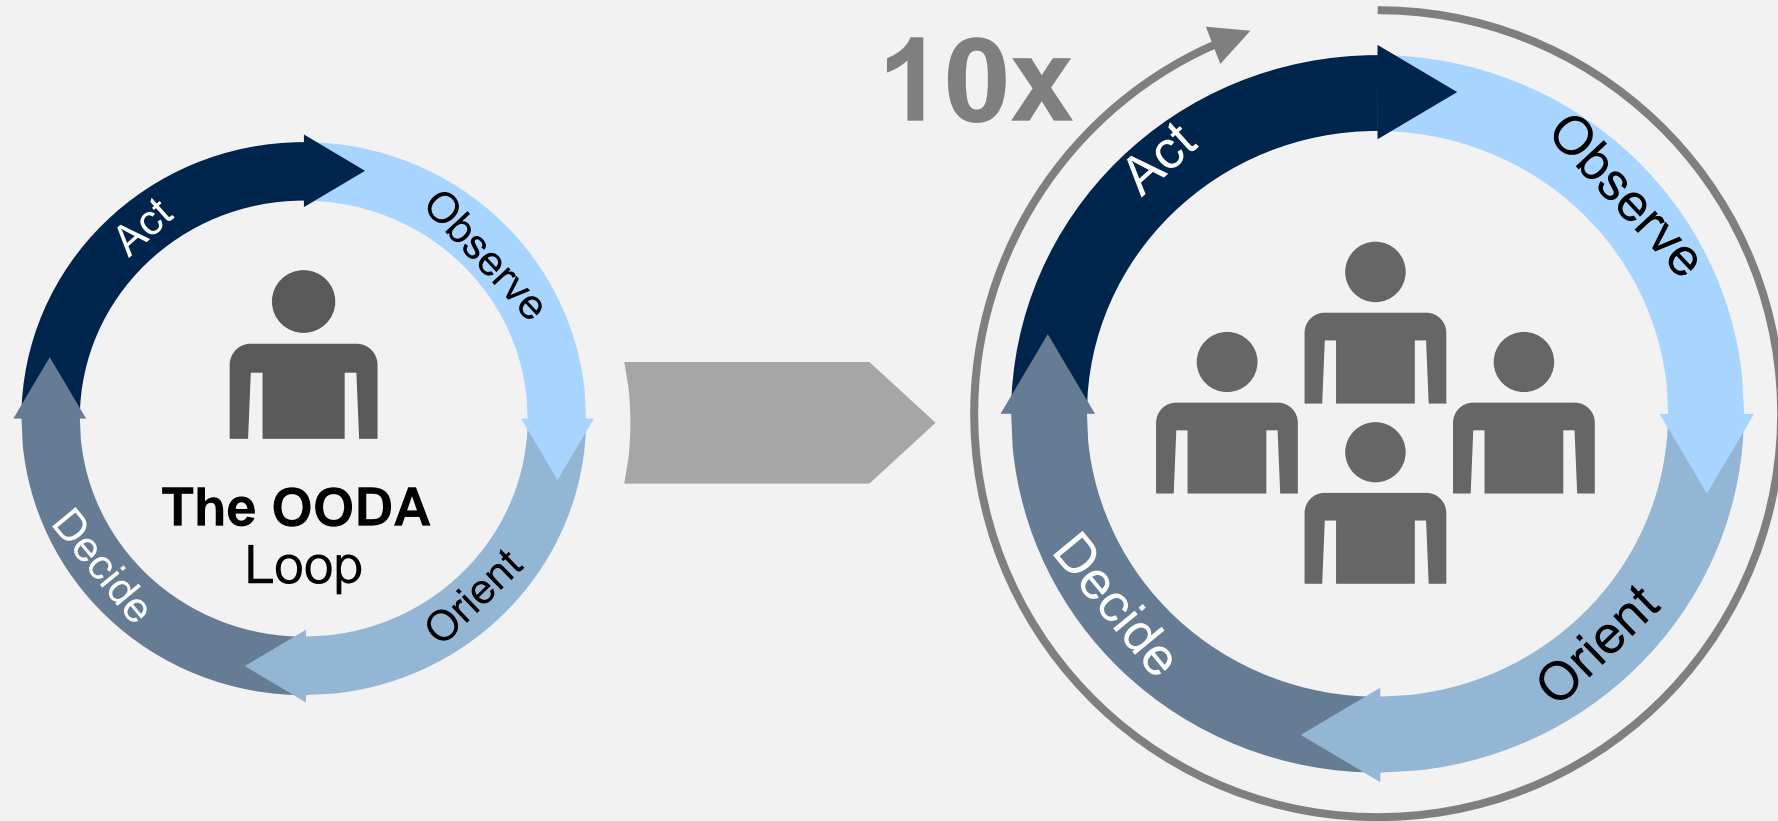 Act
Observe
The OODA
Loop
Decide
Orient
10x
Act
Observe
Decide
Orient